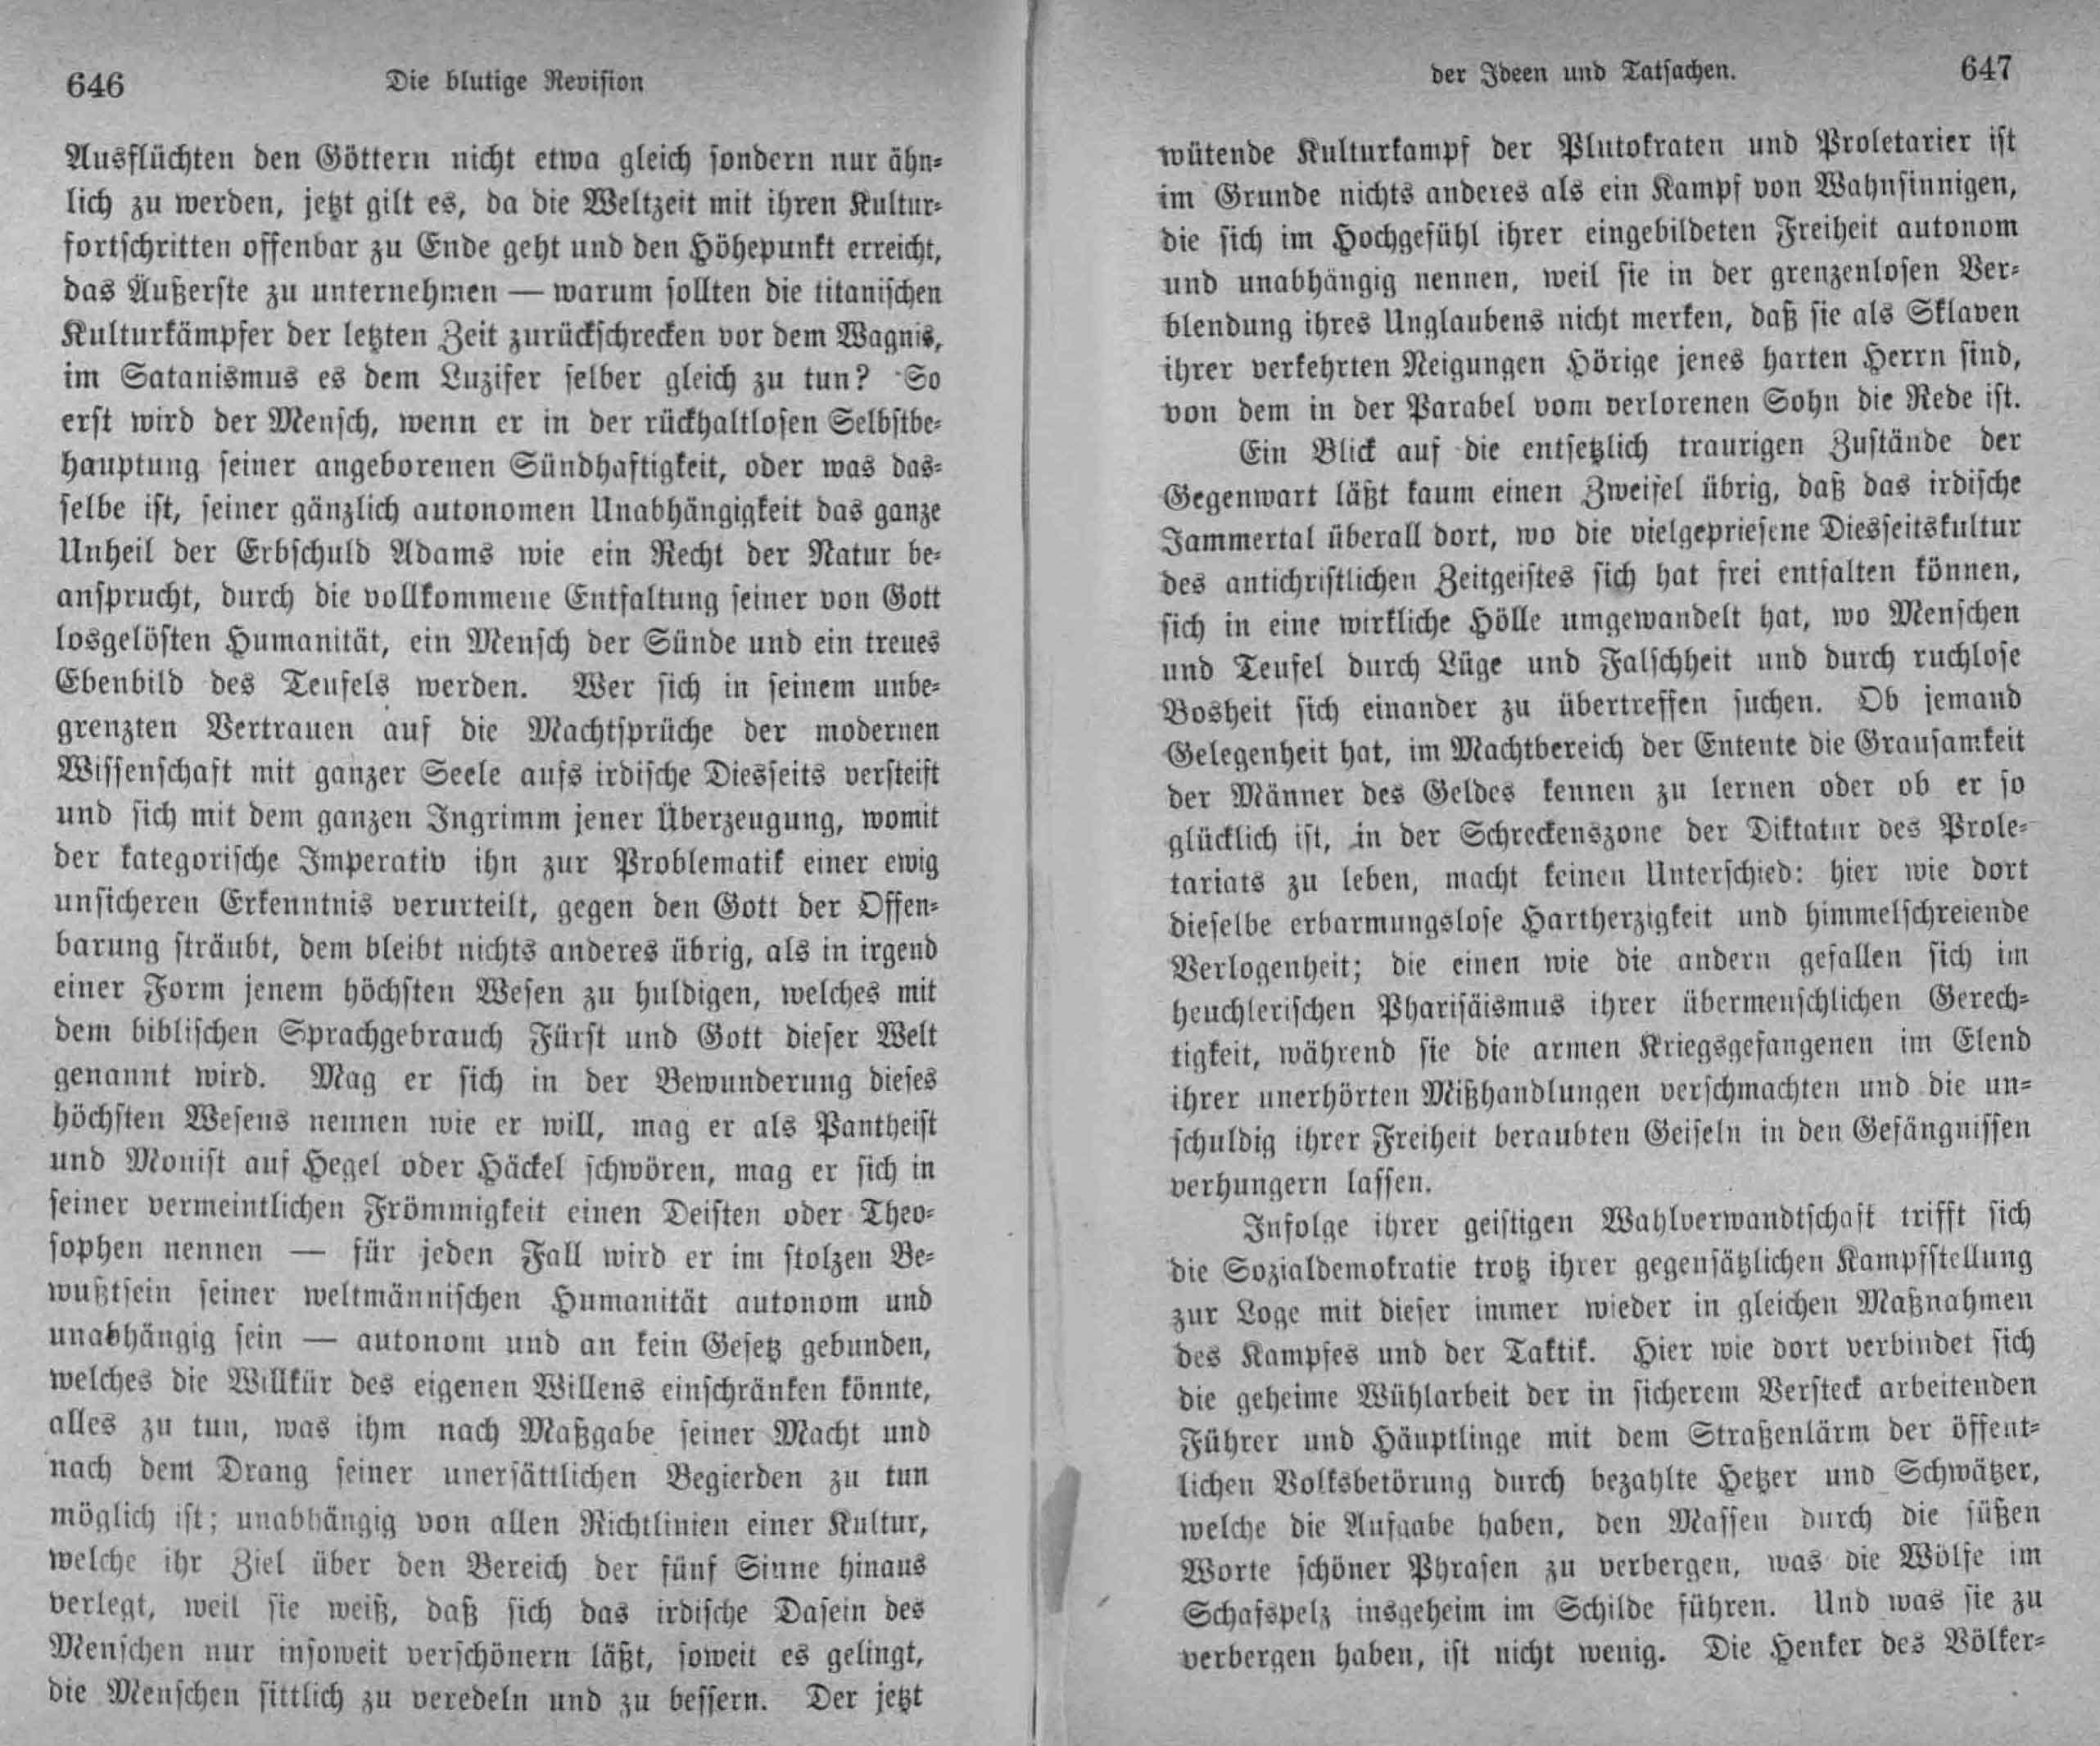 646
Die blutige Revision
Ausflüchten den Göttern nicht etwa gleich sondern nur ähn-
lich zu werden, jetzt gilt es, da die Weltzeit mit ihren Kultur-
fortschritten offenbar zu Ende geht und den Höhepunkt erreicht,
das Äußerste zu unternehmen — warum sollten die titanischen
Kulturkämpfer der letzten Zeit zurückschrecken vor dem Wagnis,
im Satanismus es dem Luzifer selber gleich zu tun? So
erst wird der Mensch, wenn er in der rückhaltlosen Selbstbe-
hauptung seiner angeborenen Sündhaftigkeit, oder was das-
selbe ist, seiner gänzlich autonomen Unabhängigkeit das ganze
Unheil der Erbschuld Adams wie ein Recht der Natur be-
ansprucht, durch die vollkommene Entfaltung seiner von Gott
losgelösten Humanität, ein Mensch der Sünde und ein treues
Ebenbild des Teufels werden. Wer sich in seinem unbe-
grenzten Vertrauen auf die Machtsprüche der modernen
Wissenschaft mit ganzer Seele aufs irdische Diesseits versteift
und sich mit dem ganzen Ingrimm jener Überzeugung, womit
der kategorische Imperativ ihn zur Problematik einer ewig
unsicheren Erkenntnis verurteilt, gegen den Gott der Offen-
barung sträubt, dem bleibt nichts anderes übrig, als in irgend
einer Form jenem höchsten Wesen zu huldigen, welches mit
dem biblischen Sprachgebrauch Fürst und Gott dieser Welt
genannt wird. Mag er sich in der Bewunderung dieses
höchsten Wesens nennen wie er will, mag er als Pantheist
und Monist auf Hegel oder Häckel schwören, mag er sich in
seiner vermeintlichen Frömmigkeit einen Deisten oder Theo-
sophen nennen — für jeden Fall wird er im stolzen Be-
wußtsein seiner weltmännischen Humanität autonom und
unabhängig sein — autonom und an kein Gesetz gebunden,
welches die Willkür des eigenen Willens einschränken könnte,
alles zu tun, was ihm nach Maßgabe seiner Macht und
nach dem Drang seiner unersättlichen Begierden zu tun
möglich ist; unabhängig von allen Richtlinien einer Kultur,
welche ihr Ziel über den Bereich der fünf Sinne hinaus
verlegt, weil sie weiß, daß sich das irdische Dasein des
Menschen nur insoweit verschönern läßt, soweit es gelingt,
die Menschen sittlich zu veredeln und zu bessern. Der jetzt
der Ideen und Tatsachen.
647
wütende Kulturkampf der Plutokraten und Proletarier ist
im Grunde nichts anderes als ein Kampf von Wahnsinnigen,
die sich im Hochgefühl ihrer eingebildeten Freiheit autonom
und unabhängig nennen, weil sie in der grenzenlosen Ver-
blendung ihres Unglaubens nicht merken, daß sie als Sklaven
ihrer verkehrten Neigungen Hörige jenes harten Herrn sind,
von dem in der Parabel vom verlorenen Sohn die Rede ist.
Ein Blick auf die entsetzlich traurigen Zustände der
Gegenwart läßt kaum einen Zweifel übrig, daß das irdische
Jammertal überall dort, wo die vielgepriesene Diesseitskultur
des antichristlichen Zeitgeistes sich hat frei entfalten können,
sich in eine wirkliche Hölle umgewandelt hat, wo Menschen
und Teufel durch Lüge und Falschheit und durch ruchlose
Bosheit sich einander zu übertreffen suchen. Ob jemand
Gelegenheit hat, im Machtbereich der Entente die Grausamkeit
der Männer des Geldes kennen zu lernen oder ob er so
glücklich ist, in der Schreckenszone der Diktatur des Prole-
tariats zu leben, macht keinen Unterschied: hier wie dort
dieselbe erbarmungslose Hartherzigkeit und himmelschreiende
Verlogenheit; die einen wie die andern gefallen sich im
heuchlerischen Pharisäismus ihrer übermenschlichen Gerech-
tigkeit, während sie die armen Kriegsgefangenen im Elend
ihrer unerhörten Mißhandlungen verschmachten und die un-
schuldig ihrer Freiheit beraubten Geiseln in den Gefängnissen
verhungern lassen.
Infolge ihrer geistigen Wahlverwandtschaft trifft sich
die Sozialdemokratie trotz ihrer gegensätzlichen Kampfstellung
zur Loge mit dieser immer wieder in gleichen Maßnahmen
des Kampfes und der Taktik. Hier wie dort verbindet sich
die geheime Wühlarbeit der in sicherem Versteck arbeitenden
Führer und Häuptlinge mit dem Straßenlärm der öffent-
lichen Volksbetörung durch bezahlte Hetzer und Schwätzer,
welche die Aufgabe haben, den Massen durch die süßen
Worte schöner Phrasen zu verbergen, was die Wölfe im
Schafspelz insgeheim im Schilde führen. Und was sie zu
verbergen haben, ist nicht wenig. Die Henker des Völker-